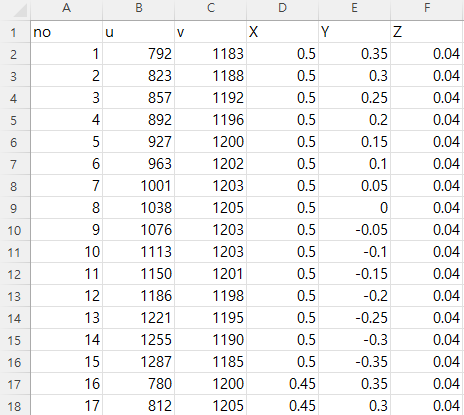 A B C D E F
1 no u v X Y Z
2 1 792 1183 0.5 0.35 0.04
3 2 823 1188 0.5 0.3 0.04
4 3 857 1192 0.5 0.25 0.04
5 4 892 1196 0.5 0.2 0.04
6 5 927 1200 0.5 0.15 0.04
7 6 963 1202 0.5 0.1 0.04
8 7 1001 1203 0.5 0.05 0.04
9 8 1038 1205 0.5 0 0.04
10 9 1076 1203 0.5 -0.05 0.04
11 10 1113 1203 0.5 -0.1 0.04
12 11 1150 1201 0.5 -0.15 0.04
13 12 1186 1198 0.5 -0.2 0.04
14 13 1221 1195 0.5 -0.25 0.04
15 14 1255 1190 0.5 -0.3 0.04
16 15 1287 1185 0.5 -0.35 0.04
17 16 780 1200 0.45 0.35 0.04
18 17 812 1205 0.45 0.3 0.04